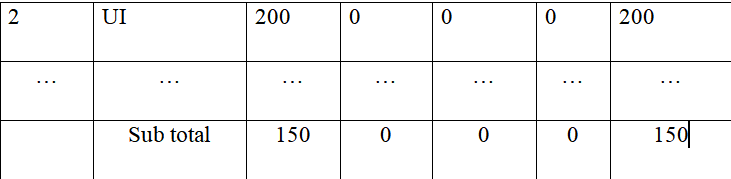 2 UI 200 0 0 0 200
… … … … … … …
Sub total 150 0 0 0 150